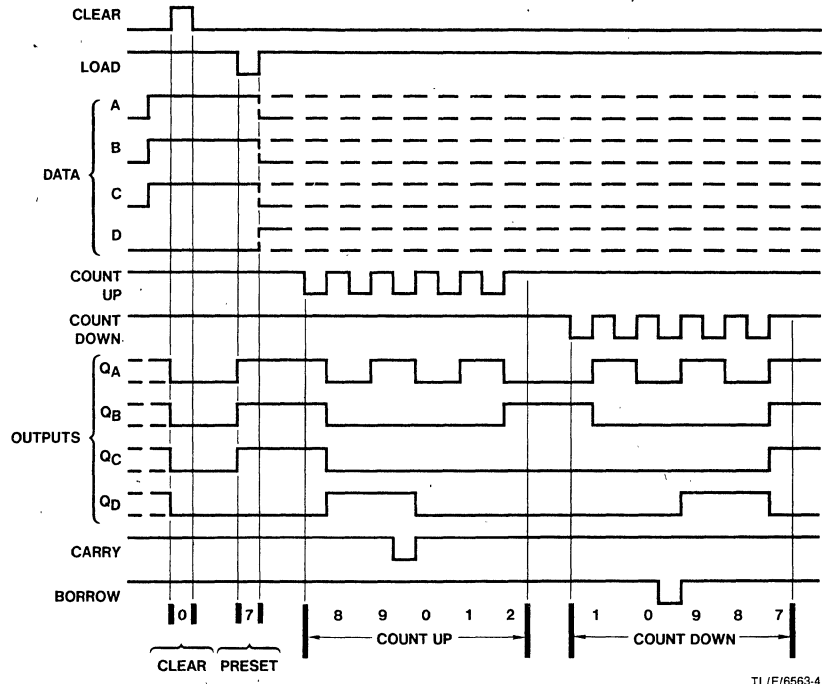 CLEAR
LOAD
A
B
DATA
C
D
COUNT
UP
COUNT
DOWN
QA
QB
OUTPUTS
QC
QD
CARRY
BORROW
0 7 8 9 0 1 2 1 0 9 8 7
COUNT UP COUNT DOWN
CLEAR PRESET
TL/F/6563-4